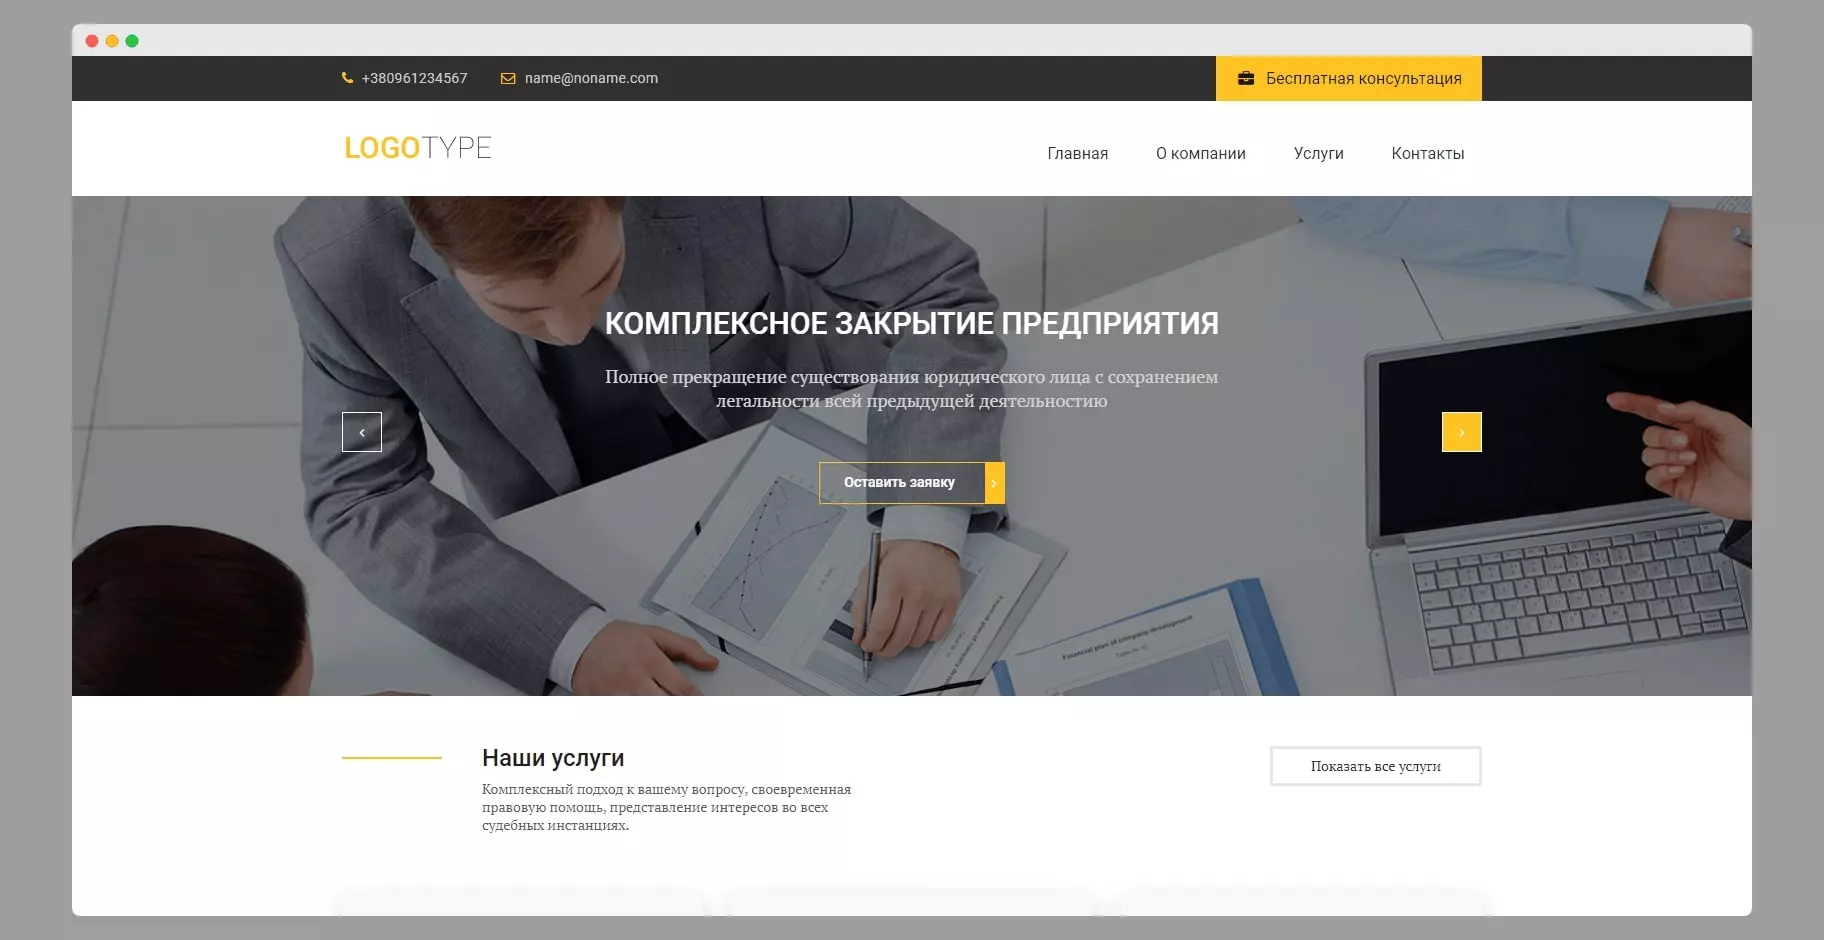 +380961234567
name@noname.com
Бесплатная консультация
LOGOTYPE
Главная
О компании
Услуги
Контакты
КОМПЛЕКСНОЕ ЗАКРЫТИЕ ПРЕДПРИЯТИЯ
Полное прекращение существования юридического лица с сохранением
легальности всей предыдущей деятельностию
Оставить заявку
Financial plan of company development
Наши услуги
Комплексный подход к вашему вопросу, своевременная
правовую помощь, представление интересов во всех
судебных инстанциях.
Показать все услуги